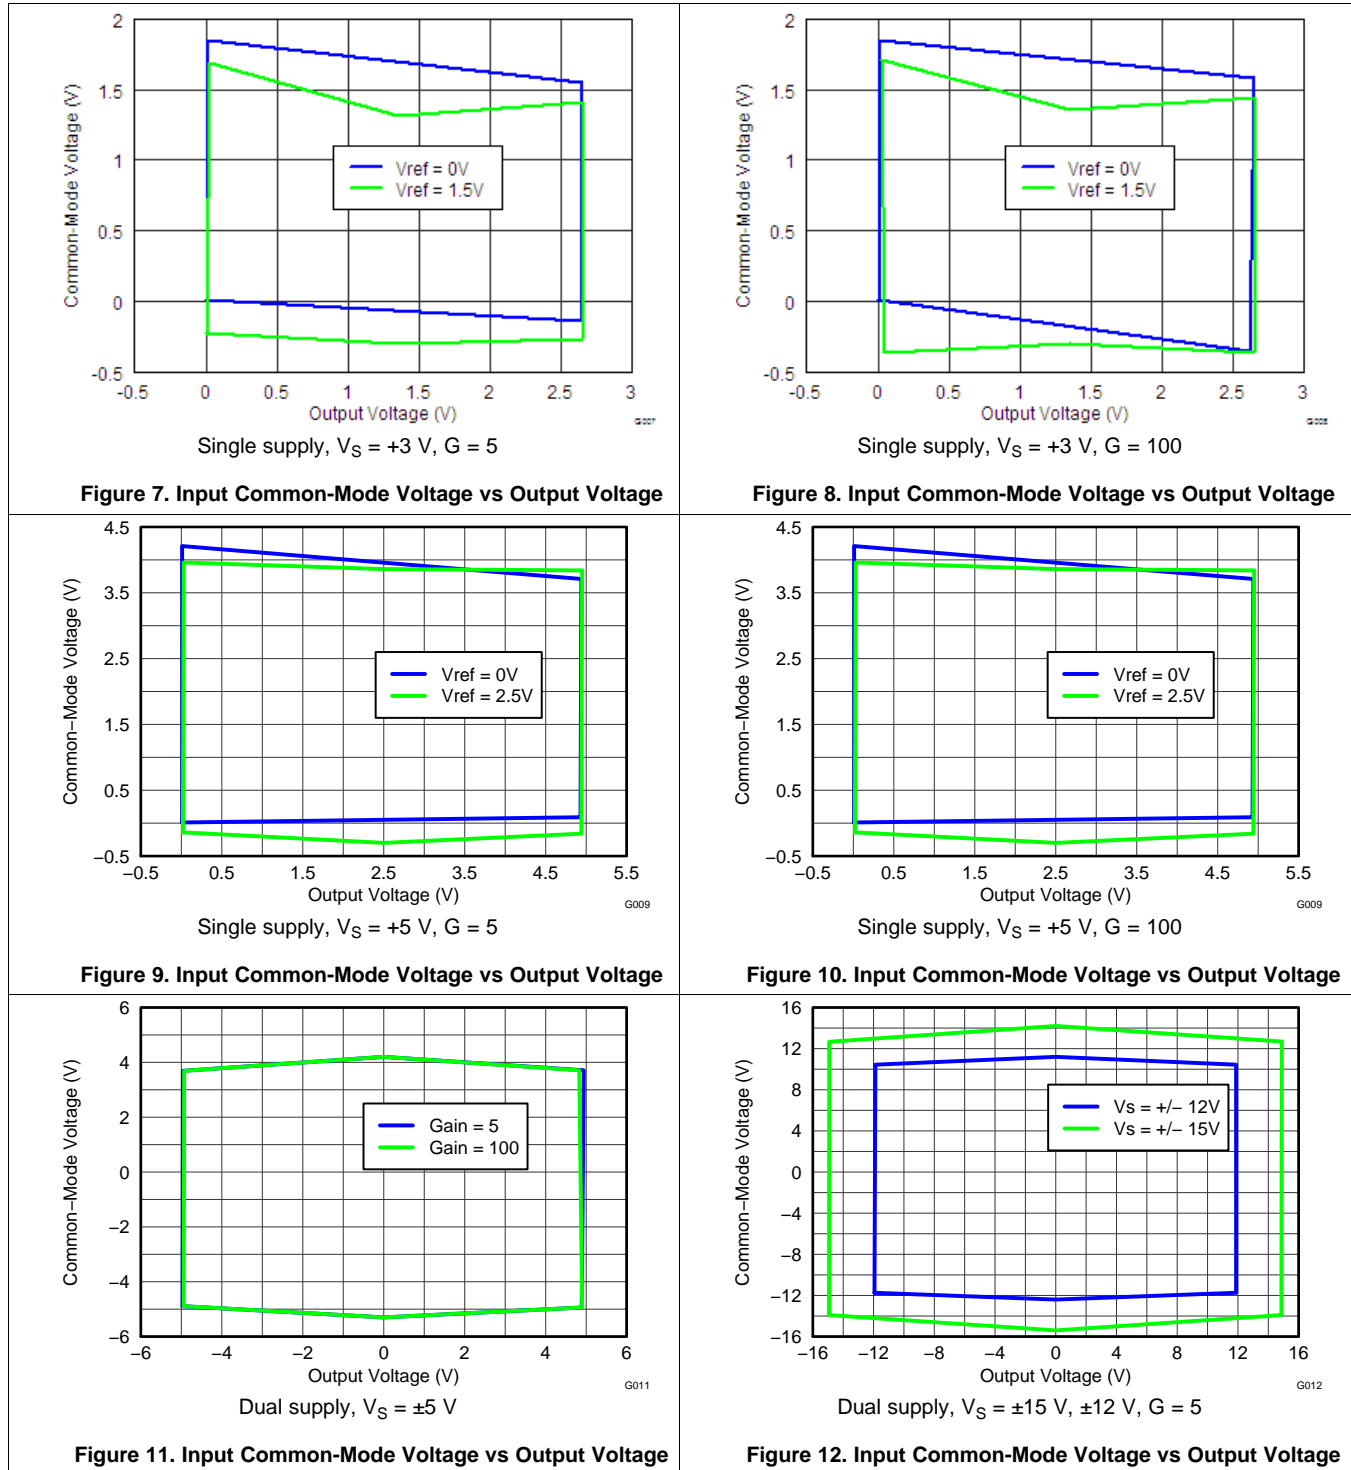 2
1.5
1
0.5
0
-0.5
Common-Mode Voltage (V)
Vref = 0V
Vref = 1.5V
-0.5 0 0.5 1 1.5 2 2.5 3
Output Voltage (V)
G007
Single supply, VS = +3 V, G = 5
Figure 7. Input Common-Mode Voltage vs Output Voltage
2
1.5
1
0.5
0
-0.5
Common-Mode Voltage (V)
Vref = 0V
Vref = 1.5V
-0.5 0 0.5 1 1.5 2 2.5 3
Output Voltage (V)
G008
Single supply, VS = +3 V, G = 100
Figure 8. Input Common-Mode Voltage vs Output Voltage
4.5
3.5
2.5
1.5
0.5
−0.5
Common−Mode Voltage (V)
Vref = 0V
Vref = 2.5V
−0.5 0.5 1.5 2.5 3.5 4.5 5.5
Output Voltage (V)
G009
Single supply, VS = +5 V, G = 5
Figure 9. Input Common-Mode Voltage vs Output Voltage
4.5
3.5
2.5
1.5
0.5
−0.5
Common−Mode Voltage (V)
Vref = 0V
Vref = 2.5V
−0.5 0.5 1.5 2.5 3.5 4.5 5.5
Output Voltage (V)
G009
Single supply, VS = +5 V, G = 100
Figure 10. Input Common-Mode Voltage vs Output Voltage
6
4
2
0
−2
−4
−6
Common−Mode Voltage (V)
Gain = 5
Gain = 100
−6 −4 −2 0 2 4 6
Output Voltage (V)
G011
Dual supply, VS = ±5 V
Figure 11. Input Common-Mode Voltage vs Output Voltage
16
12
8
4
0
−4
−8
−12
−16
Common−Mode Voltage (V)
Vs = +/− 12V
Vs = +/− 15V
−16 −12 −8 −4 0 4 8 12 16
Output Voltage (V)
G012
Dual supply, VS = ±15 V, ±12 V, G = 5
Figure 12. Input Common-Mode Voltage vs Output Voltage